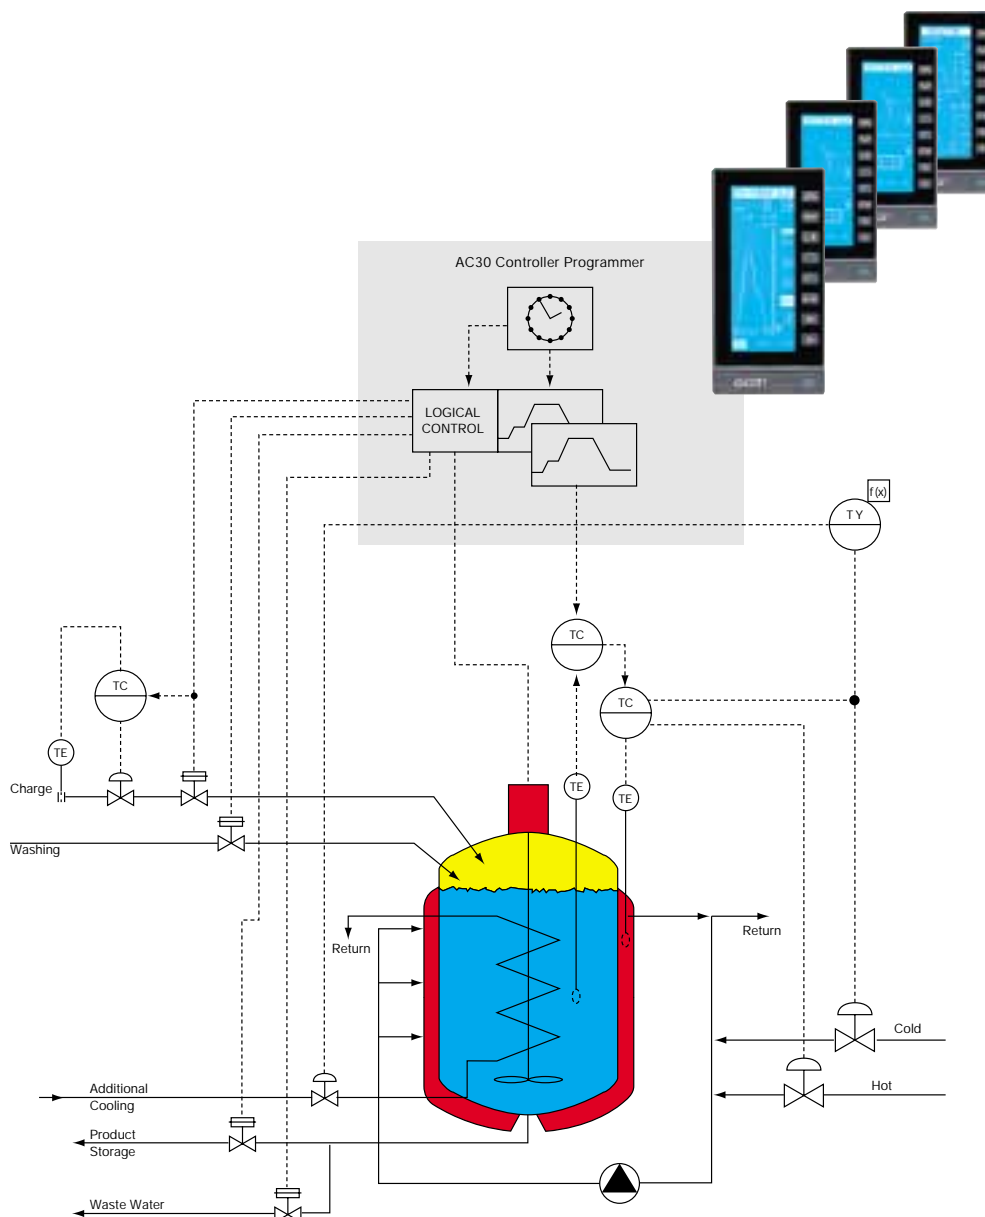 AC30 Controller Programmer
LOGICAL
CONTROL
f(x)
TY
TC
TC
TC
TE
TE
TE
Charge
Washing
Return
Return
Cold
Hot
Additional
Cooling
Product
Storage
Waste Water